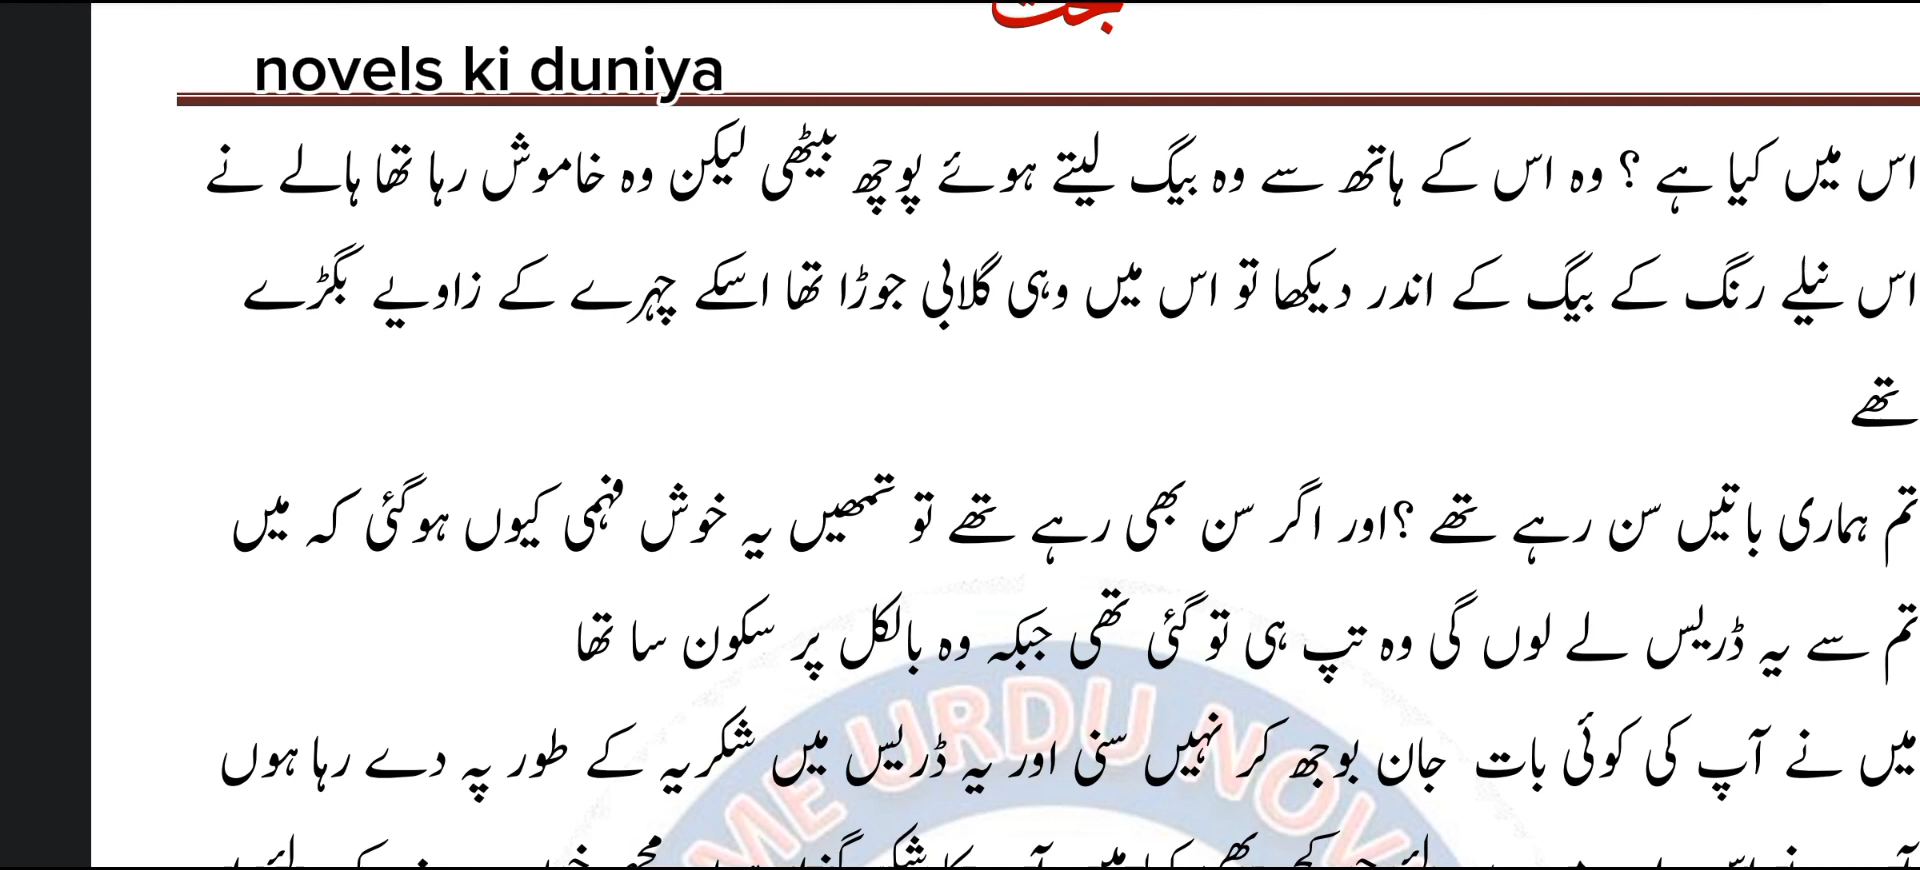 novels ki duniya
اس میں کیا ہے ؟ وہ اس کے ہاتھ سے وہ بیگ لیتے ہوئے پوچھ بیٹھی لیکن وہ خاموش رہا تھا ہالے نے
اس نیلے رنگ کے بیگ کے اندر دیکھا تو اس میں وہی گلابی جوڑا تھا اسکے چہرے کے زاویے بگڑے
تھے
تم ہماری باتیں سن رہے تھے ؟اور اگر سن بھی رہے تھے تو تمھیں یہ خوش فہمی کیوں ہوگئی کہ میں
تم سے یہ ڈریس لے لوں گی وہ تپ ہی تو گئی تھی جبکہ وہ بالکل پر سکون سا تھا
میں نے آپ کی کوئی بات جان بوجھ کر نہیں سنی اور یہ ڈریس میں شکریہ کے طور پہ دے رہا ہوں
ME URDU NOV